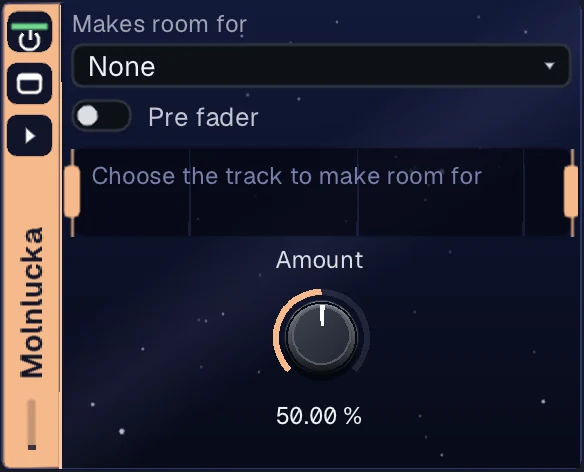 Makes room for
None
Pre fader
Choose the track to make room for
Amount
50.00 %
Molnlucka